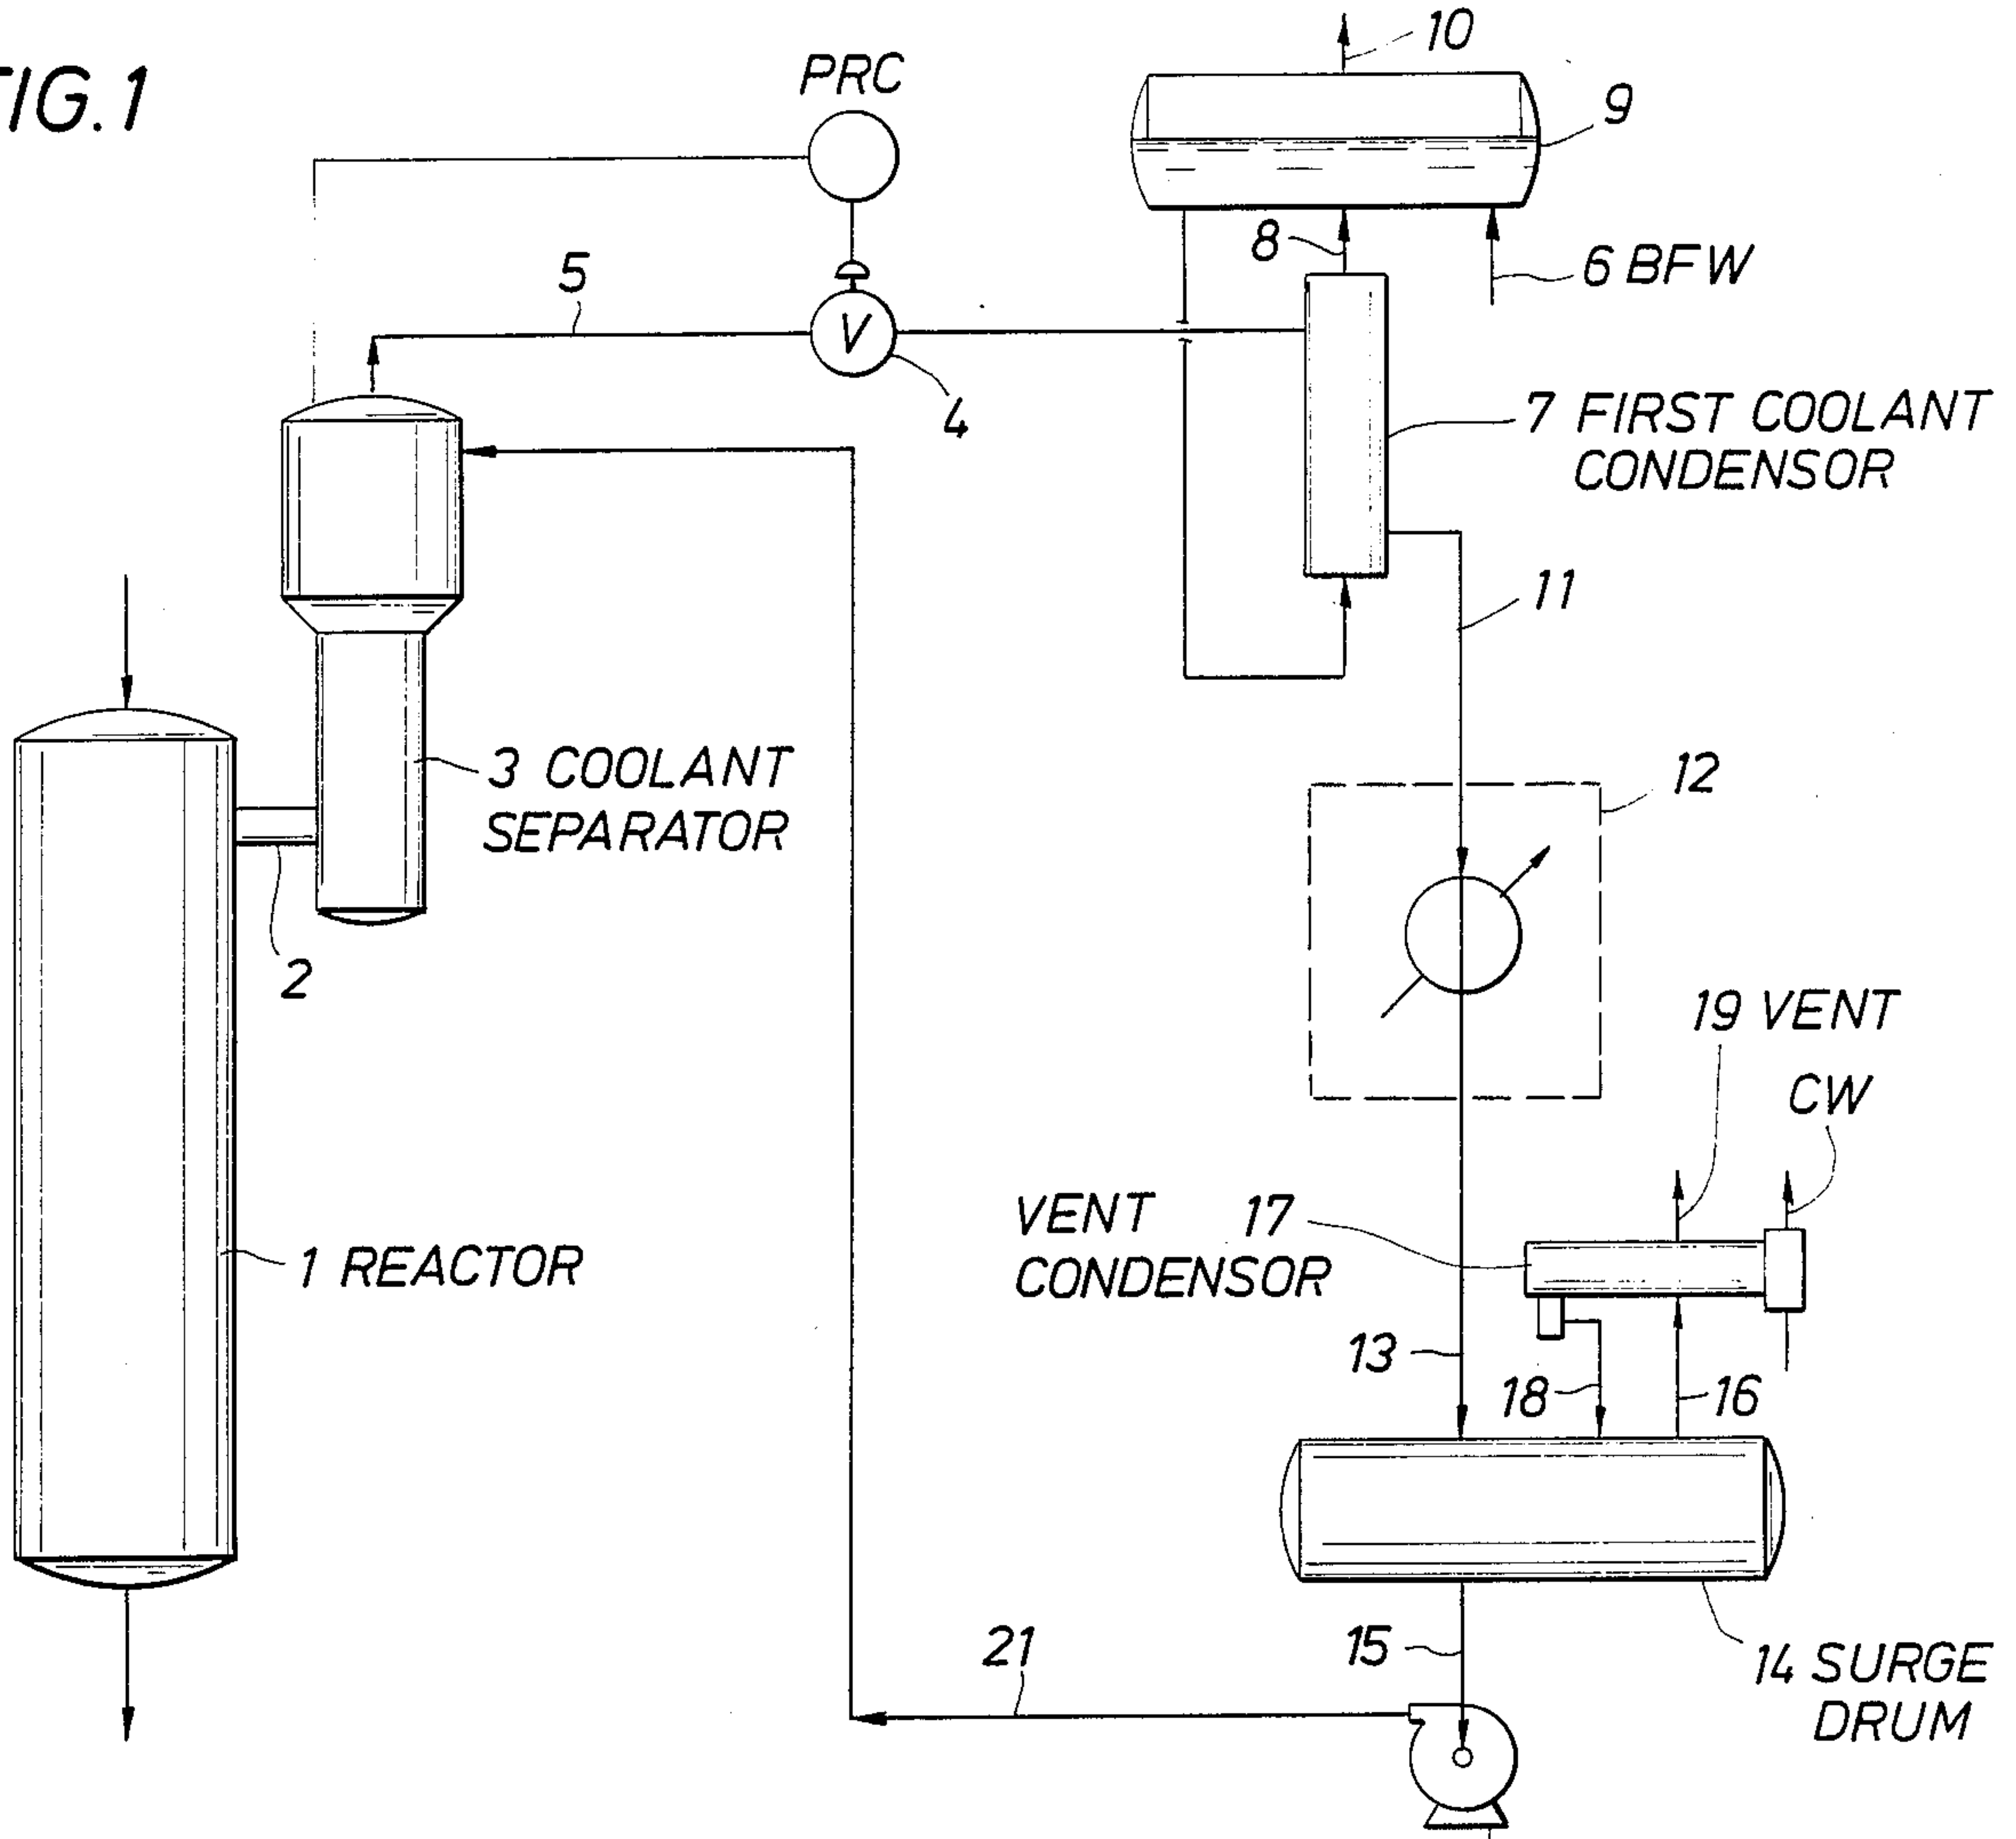 FIG. 1
PRC
10
9
8
6 BFW
5
V
4
7 FIRST COOLANT
CONDENSOR
11
3 COOLANT
SEPARATOR
12
2
19 VENT
CW
VENT 17
CONDENSOR
1 REACTOR
13
18
16
21
15
14 SURGE
DRUM